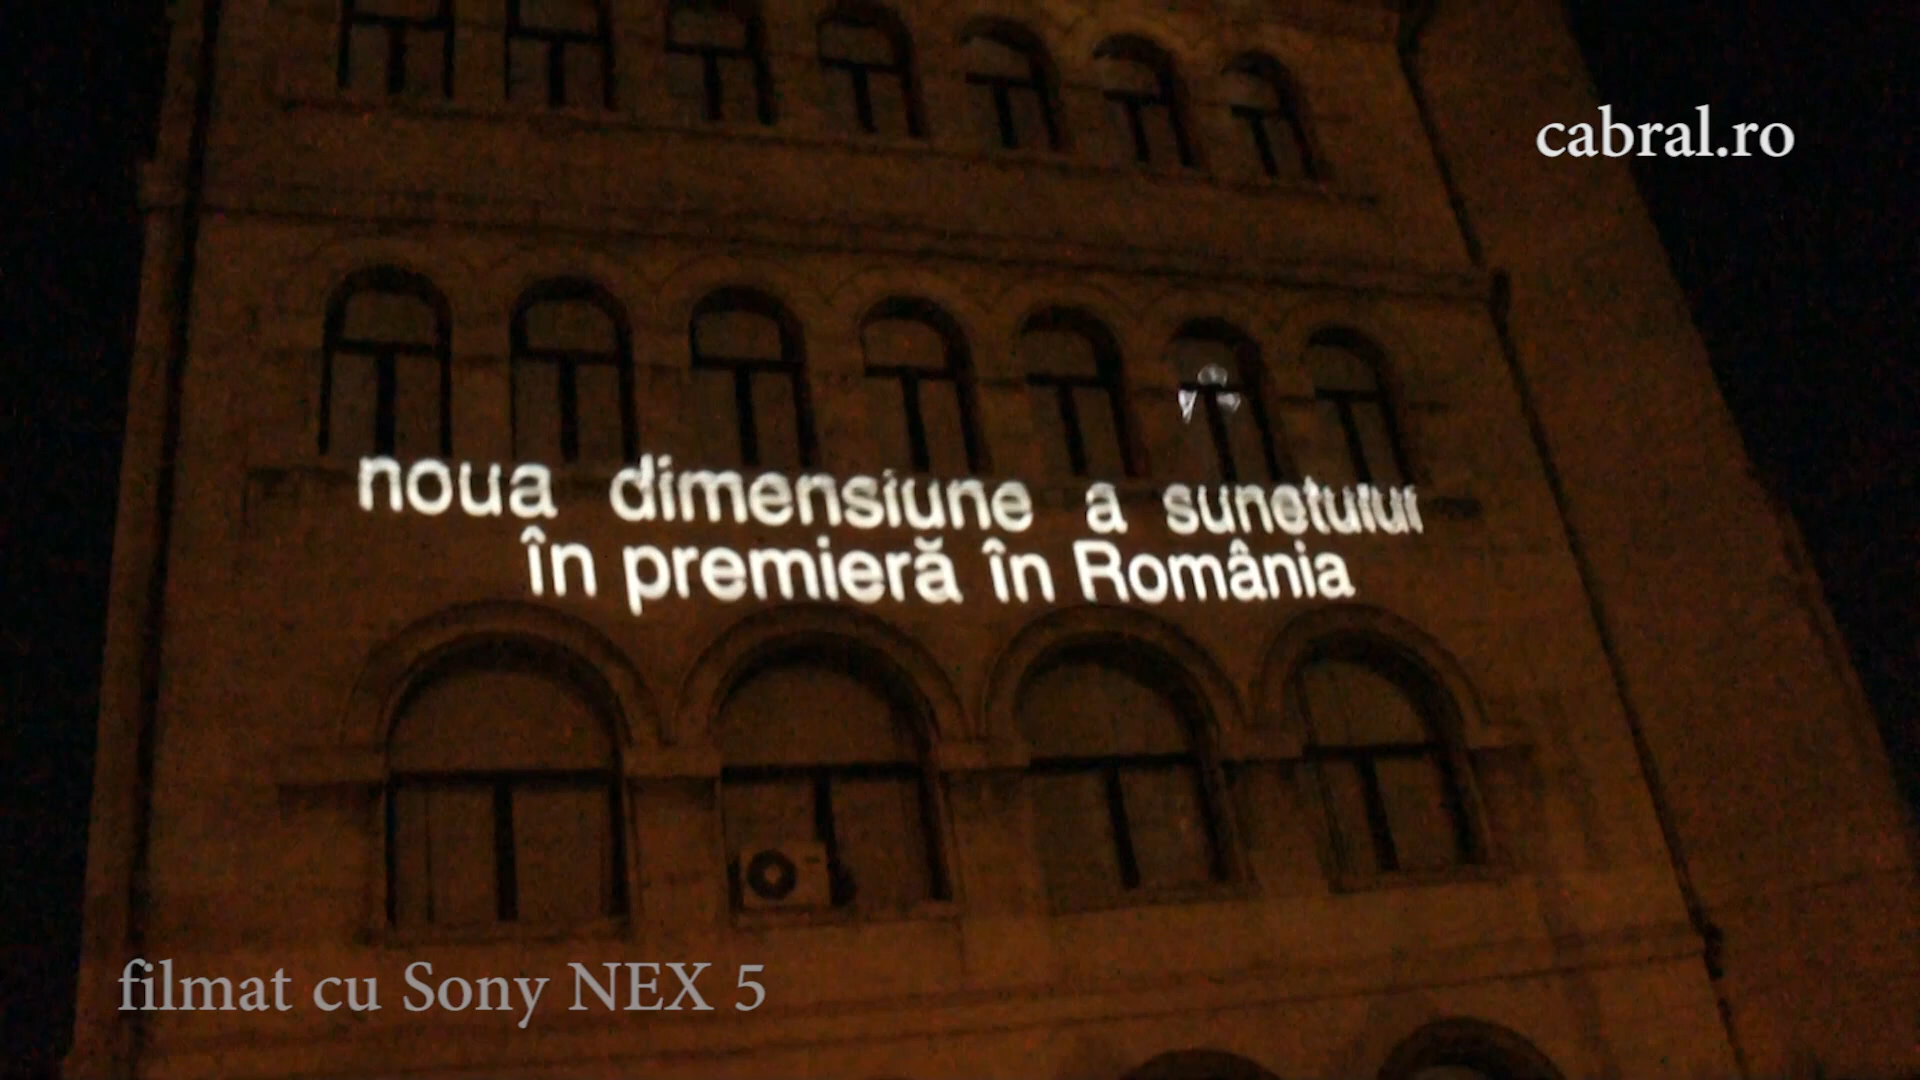 cabral.ro
noua dimensiune a sunetului
în premieră în România
filmat cu Sony NEX 5